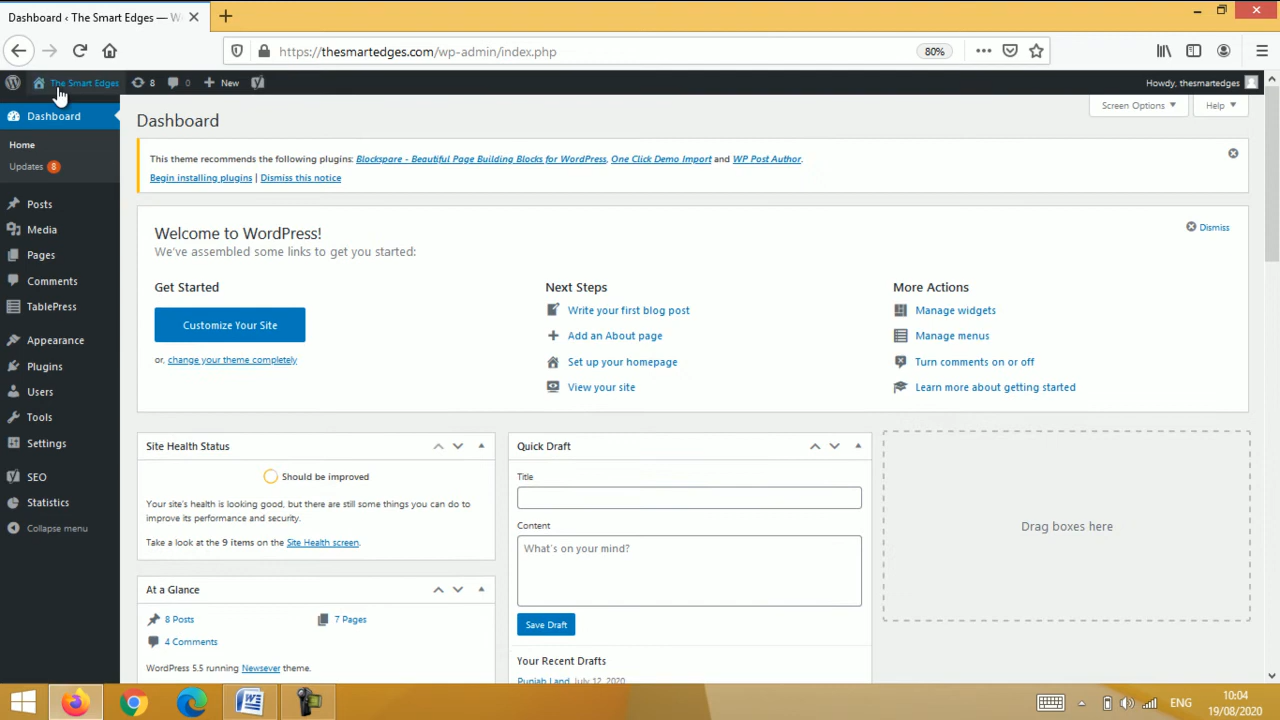 Dashboard ‹ The Smart Edges — W
https://thesmartedges.com/wp-admin/index.php
80%
The Smart Edges
8
0
New
Howdy, thesmartedges
Dashboard
Home
Updates 8
Posts
Media
Pages
Comments
TablePress
Appearance
Plugins
Users
Tools
Settings
SEO
Statistics
Collapse menu
Dashboard
Screen Options
Help
This theme recommends the following plugins: Blockspare - Beautiful Page Building Blocks for WordPress, One Click Demo Import and WP Post Author.
Begin installing plugins | Dismiss this notice
Welcome to WordPress!
We've assembled some links to get you started:
Dismiss
Get Started
Customize Your Site
or, change your theme completely
Next Steps
Write your first blog post
Add an About page
Set up your homepage
View your site
More Actions
Manage widgets
Manage menus
Turn comments on or off
Learn more about getting started
Site Health Status
Should be improved
Your site's health is looking good, but there are still some things you can do to
improve its performance and security.
Take a look at the 9 items on the Site Health screen.
At a Glance
8 Posts
7 Pages
4 Comments
WordPress 5.5 running Newsever theme.
Quick Draft
Title
Content
What's on your mind?
Save Draft
Your Recent Drafts
Punjab Land July 12, 2020
Drag boxes here
ENG
10:04
19/08/2020